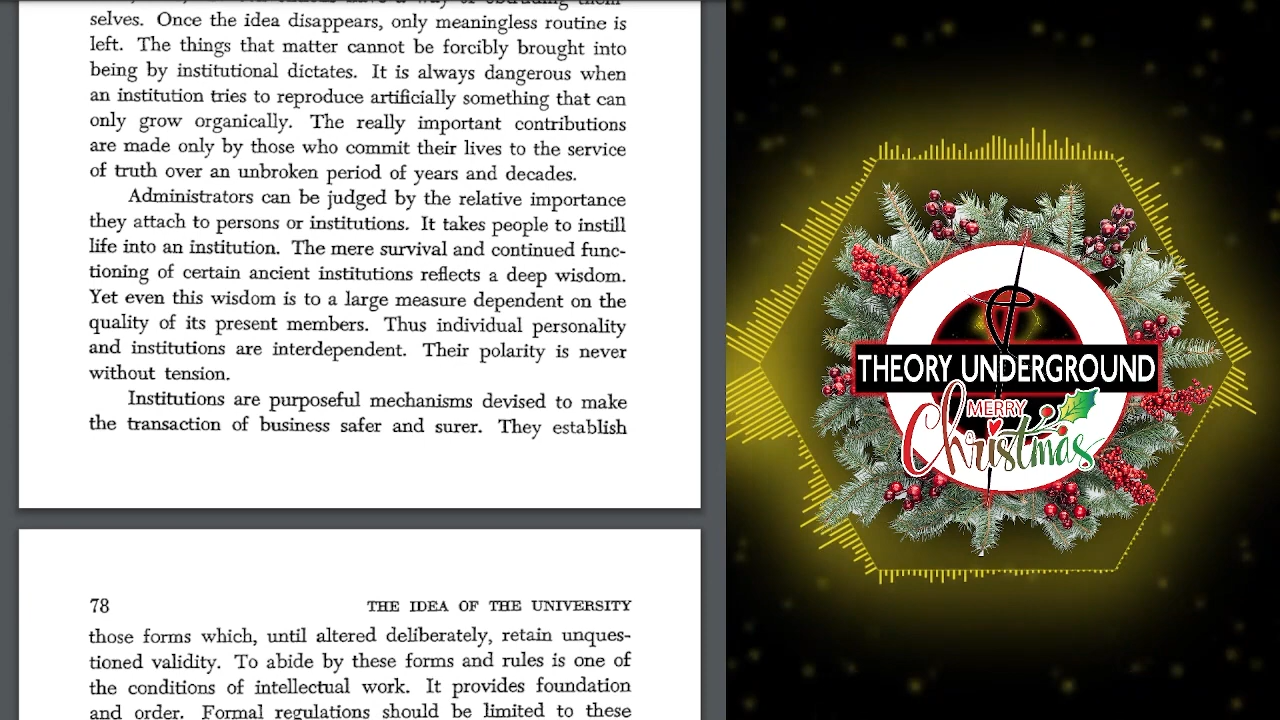 selves. Once the idea disappears, only meaningless routine is
left. The things that matter cannot be forcibly brought into
being by institutional dictates. It is always dangerous when
an institution tries to reproduce artificially something that can
only grow organically. The really important contributions
are made only by those who commit their lives to the service
of truth over an unbroken period of years and decades.
Administrators can be judged by the relative importance
they attach to persons or institutions. It takes people to instill
life into an institution. The mere survival and continued func-
tioning of certain ancient institutions reflects a deep wisdom.
Yet even this wisdom is to a large measure dependent on the
quality of its present members. Thus individual personality
and institutions are interdependent. Their polarity is never
without tension.
Institutions are purposeful mechanisms devised to make
the transaction of business safer and surer. They establish
78 THE IDEA OF THE UNIVERSITY
those forms which, until altered deliberately, retain unques-
tioned validity. To abide by these forms and rules is one of
the conditions of intellectual work. It provides foundation
and order. Formal regulations should be limited to these
THEORY UNDERGROUND
MERRY
Christmas